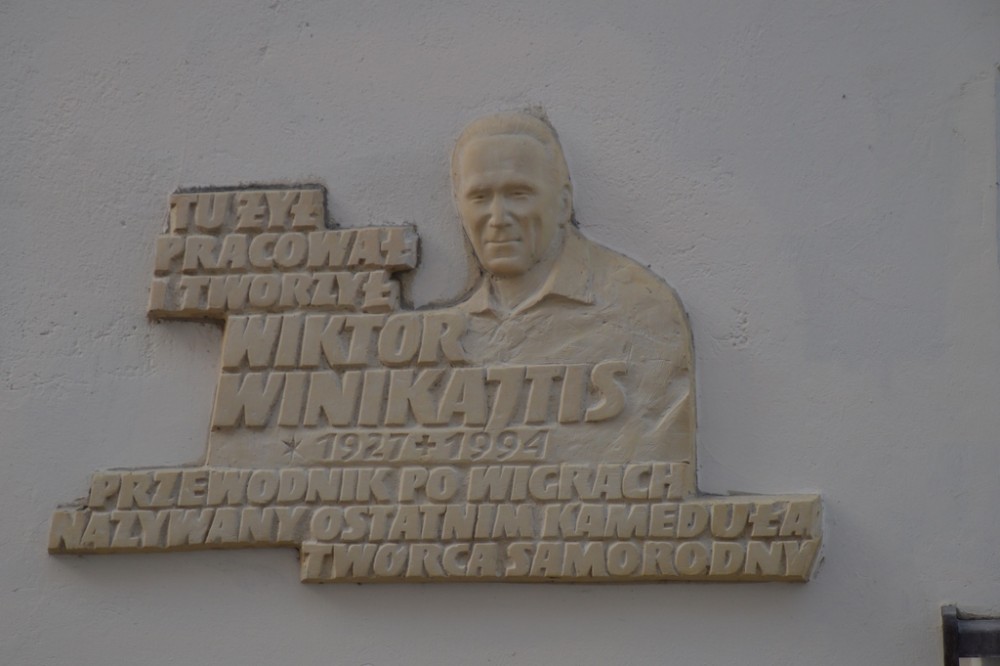 TU ŻYŁ
PRACOWAŁ
I TWORZYŁ
WIKTOR
WINIKAJTIS
* 1927 + 1994
PRZEWODNIK PO WIGRACH
NAZYWANY OSTATNIM KAMEDUŁĄ
TWÓRCA SAMORODNY